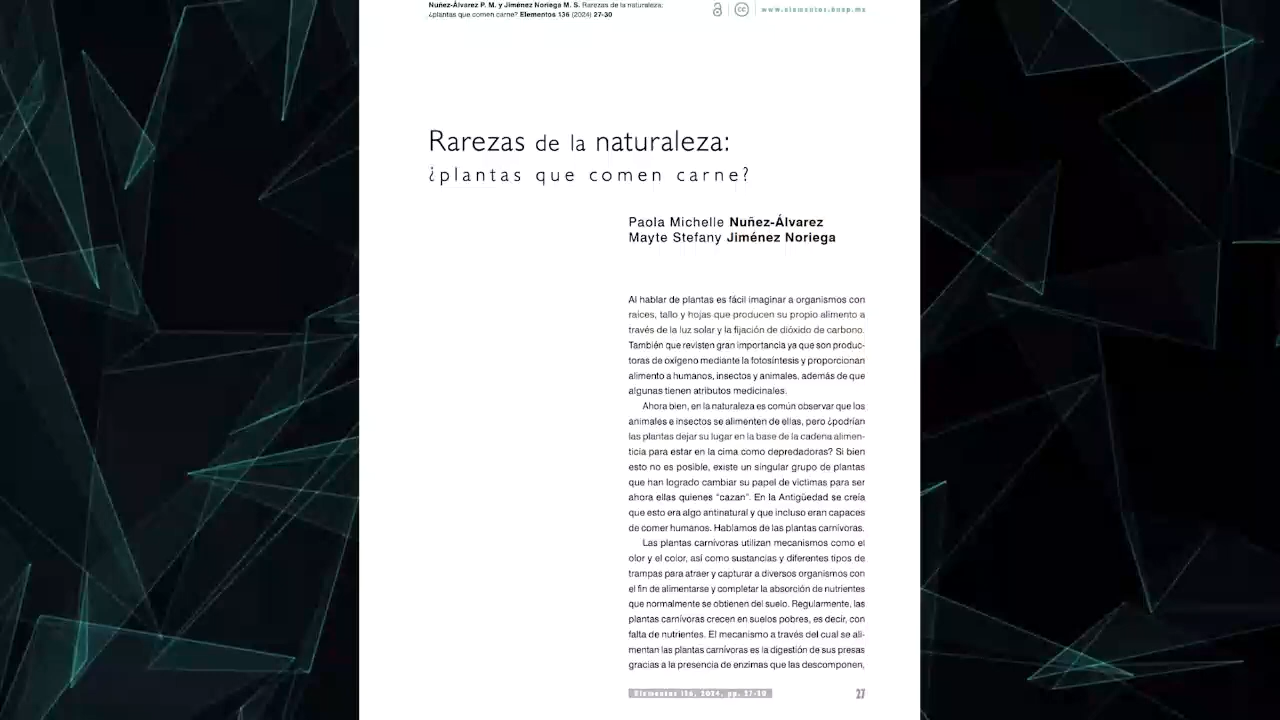 Nuñez-Álvarez P. M. y Jiménez Noriega M. S. Rarezas de la naturaleza:
¿plantas que comen carne? Elementos 136 (2024) 27-30
cc
www.elementos.buap.mx
Rarezas de la naturaleza:
¿plantas que comen carne?
Paola Michelle Nuñez-Álvarez
Mayte Stefany Jiménez Noriega
Al hablar de plantas es fácil imaginar a organismos con
raíces, tallo y hojas que producen su propio alimento a
través de la luz solar y la fijación de dióxido de carbono.
También que revisten gran importancia ya que son produc-
toras de oxígeno mediante la fotosíntesis y proporcionan
alimento a humanos, insectos y animales, además de que
algunas tienen atributos medicinales.
Ahora bien, en la naturaleza es común observar que los
animales e insectos se alimenten de ellas, pero ¿podrían
las plantas dejar su lugar en la base de la cadena alimen-
ticia para estar en la cima como depredadoras? Si bien
esto no es posible, existe un singular grupo de plantas
que han logrado cambiar su papel de víctimas para ser
ahora ellas quienes "cazan". En la Antigüedad se creía
que esto era algo antinatural y que incluso eran capaces
de comer humanos. Hablamos de las plantas carnívoras.
Las plantas carnívoras utilizan mecanismos como el
olor y el color, así como sustancias y diferentes tipos de
trampas para atraer y capturar a diversos organismos con
el fin de alimentarse y completar la absorción de nutrientes
que normalmente se obtienen del suelo. Regularmente, las
plantas carnívoras crecen en suelos pobres, es decir, con
falta de nutrientes. El mecanismo a través del cual se ali-
mentan las plantas carnívoras es la digestión de sus presas
gracias a la presencia de enzimas que las descomponen,
Elementos 136, 2024, pp. 27-30
27